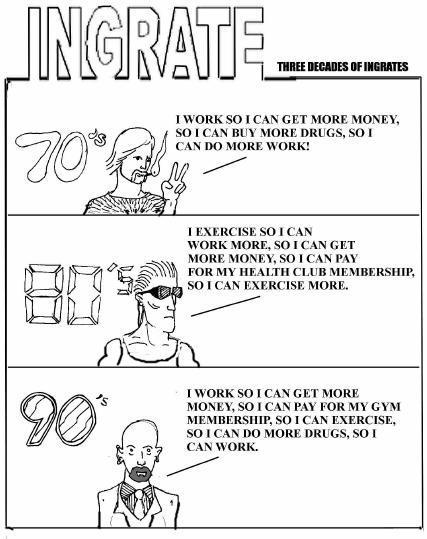 INGRATE
THREE DECADES OF INGRATES
70's
I WORK SO I CAN GET MORE MONEY,
SO I CAN BUY MORE DRUGS, SO I
CAN DO MORE WORK!
80's
I EXERCISE SO I CAN
WORK MORE, SO I CAN GET
MORE MONEY, SO I CAN PAY
FOR MY HEALTH CLUB MEMBERSHIP,
SO I CAN EXERCISE MORE.
90's
I WORK SO I CAN GET MORE
MONEY, SO I CAN PAY FOR MY GYM
MEMBERSHIP, SO I CAN EXERCISE,
SO I CAN DO MORE DRUGS, SO I
CAN WORK.